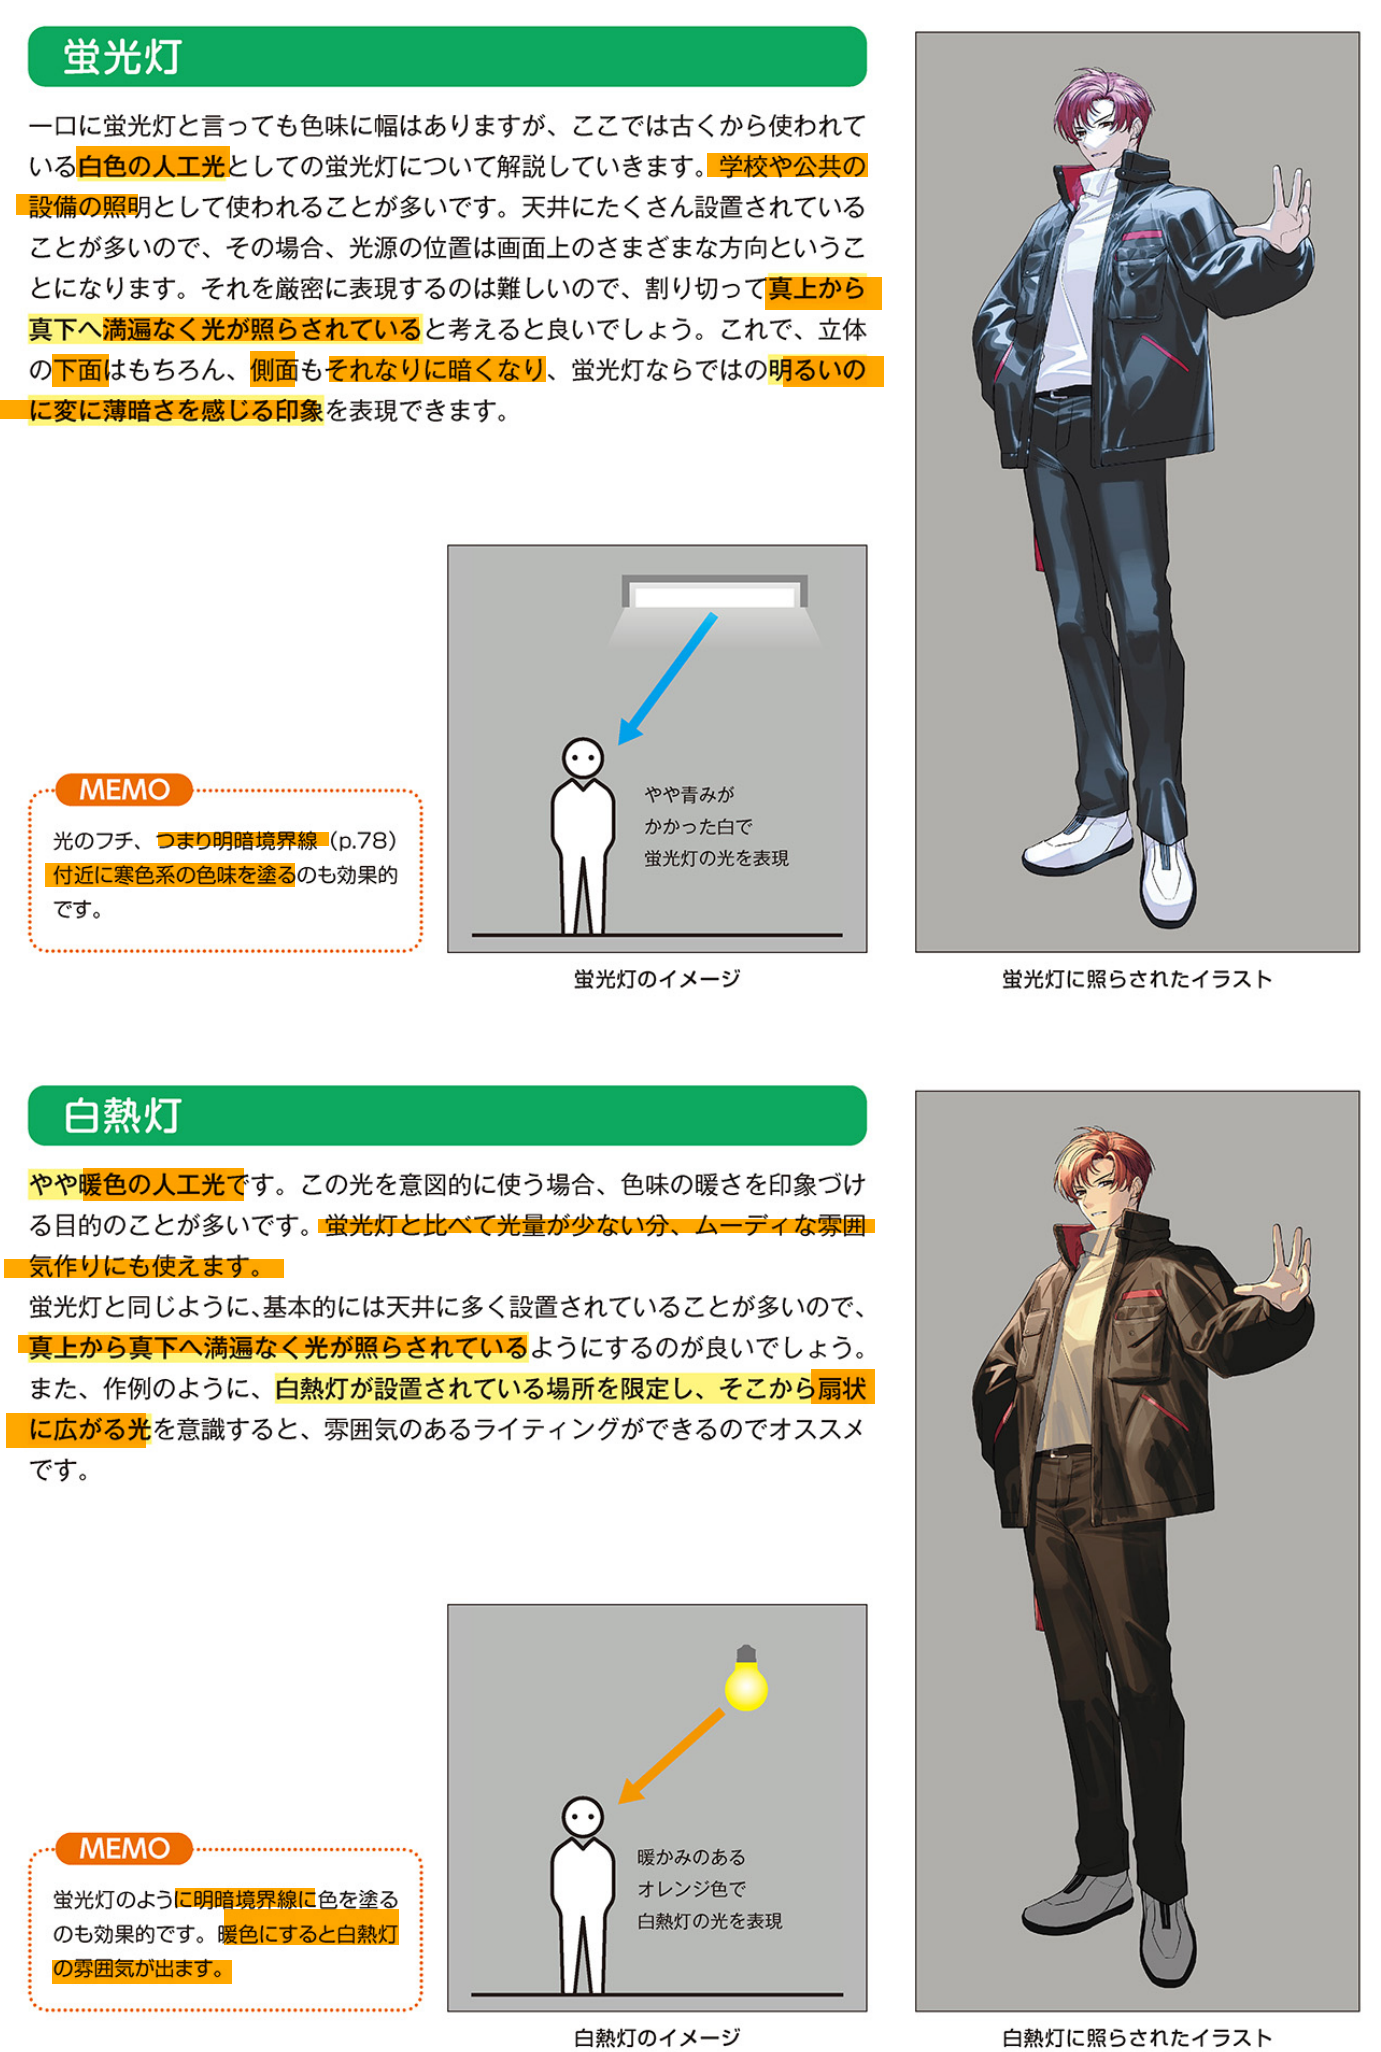 蛍光灯
一口に蛍光灯と言っても色味に幅はありますが、ここでは古くから使われて
いる白色の人工光としての蛍光灯について解説していきます。学校や公共の
設備の照明として使われることが多いです。天井にたくさん設置されている
ことが多いので、その場合、光源の位置は画面上のさまざまな方向というこ
とになります。それを厳密に表現するのは難しいので、割り切って真上から
真下へ満遍なく光が照らされていると考えると良いでしょう。これで、立体
の下面はもちろん、側面もそれなりに暗くなり、蛍光灯ならではの明るいの
に変に薄暗さを感じる印象を表現できます。
MEMO
光のフチ、つまり明暗境界線（p.78）
付近に寒色系の色味を塗るのも効果的
です。
やや青みが
かかった白で
蛍光灯の光を表現
蛍光灯のイメージ
蛍光灯に照らされたイラスト
白熱灯
やや暖色の人工光です。この光を意図的に使う場合、色味の暖さを印象づけ
る目的のことが多いです。蛍光灯と比べて光量が少ない分、ムーディな雰囲
気作りにも使えます。
蛍光灯と同じように、基本的には天井に多く設置されていることが多いので、
真上から真下へ満遍なく光が照らされているようにするのが良いでしょう。
また、作例のように、白熱灯が設置されている場所を限定し、そこから扇状
に広がる光を意識すると、雰囲気のあるライティングができるのでオススメ
です。
MEMO
蛍光灯のように明暗境界線に色を塗る
のも効果的です。暖色にすると白熱灯
の雰囲気が出ます。
暖かみのある
オレンジ色で
白熱灯の光を表現
白熱灯のイメージ
白熱灯に照らされたイラスト